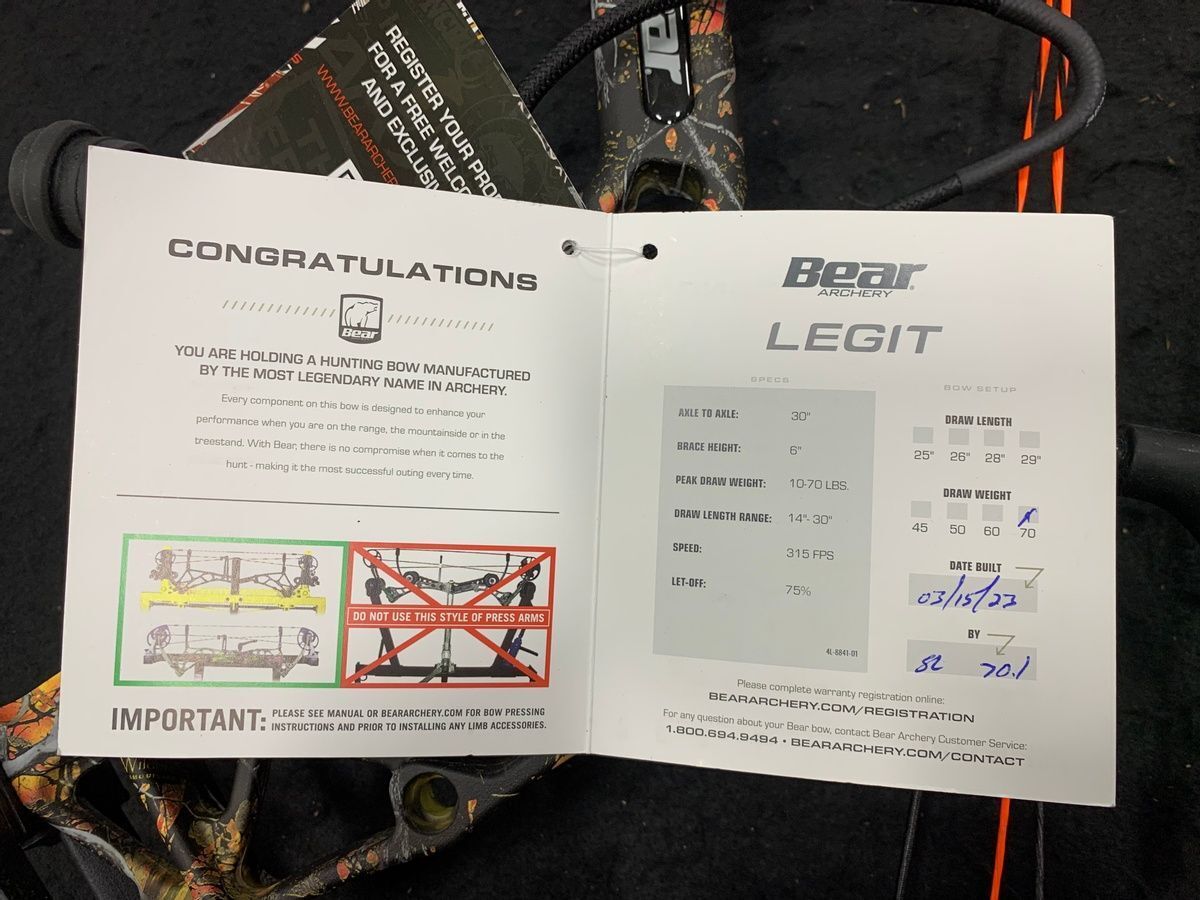 ear.
REGISTER YOUR PRO
FOR A FREE WELCO
AND EXCLUSIV
WWW.BEARARCHE
CONGRATULATIONS
Bear
YOU ARE HOLDING A HUNTING BOW MANUFACTURED
BY THE MOST LEGENDARY NAME IN ARCHERY.
Every component on this bow is designed to enhance your
performance when you are on the range, the mountainside or in the
treestand. With Bear, there is no compromise when it comes to the
hunt - making it the most successful outing every time.
DO NOT USE THIS STYLE OF PRESS ARMS
IMPORTANT: PLEASE SEE MANUAL OR BEARARCHERY.COM FOR BOW PRESSING
INSTRUCTIONS AND PRIOR TO INSTALLING ANY LIMB ACCESSORIES.
Bear
ARCHERY
LEGIT
SPECS
AXLE TO AXLE: 30"
BRACE HEIGHT: 6"
PEAK DRAW WEIGHT: 10-70 LBS.
DRAW LENGTH RANGE: 14"- 30"
SPEED: 315 FPS
LET-OFF: 75%
4L-8841-01
BOW SETUP
DRAW LENGTH
25" 26" 28" 29"
DRAW WEIGHT
45 50 60 70
DATE BUILT
03/15/23
BY
70.1
Please complete warranty registration online:
BEARARCHERY.COM/REGISTRATION
For any question about your Bear bow, contact Bear Archery Customer Service:
1.800.694.9494 • BEARARCHERY.COM/CONTACT